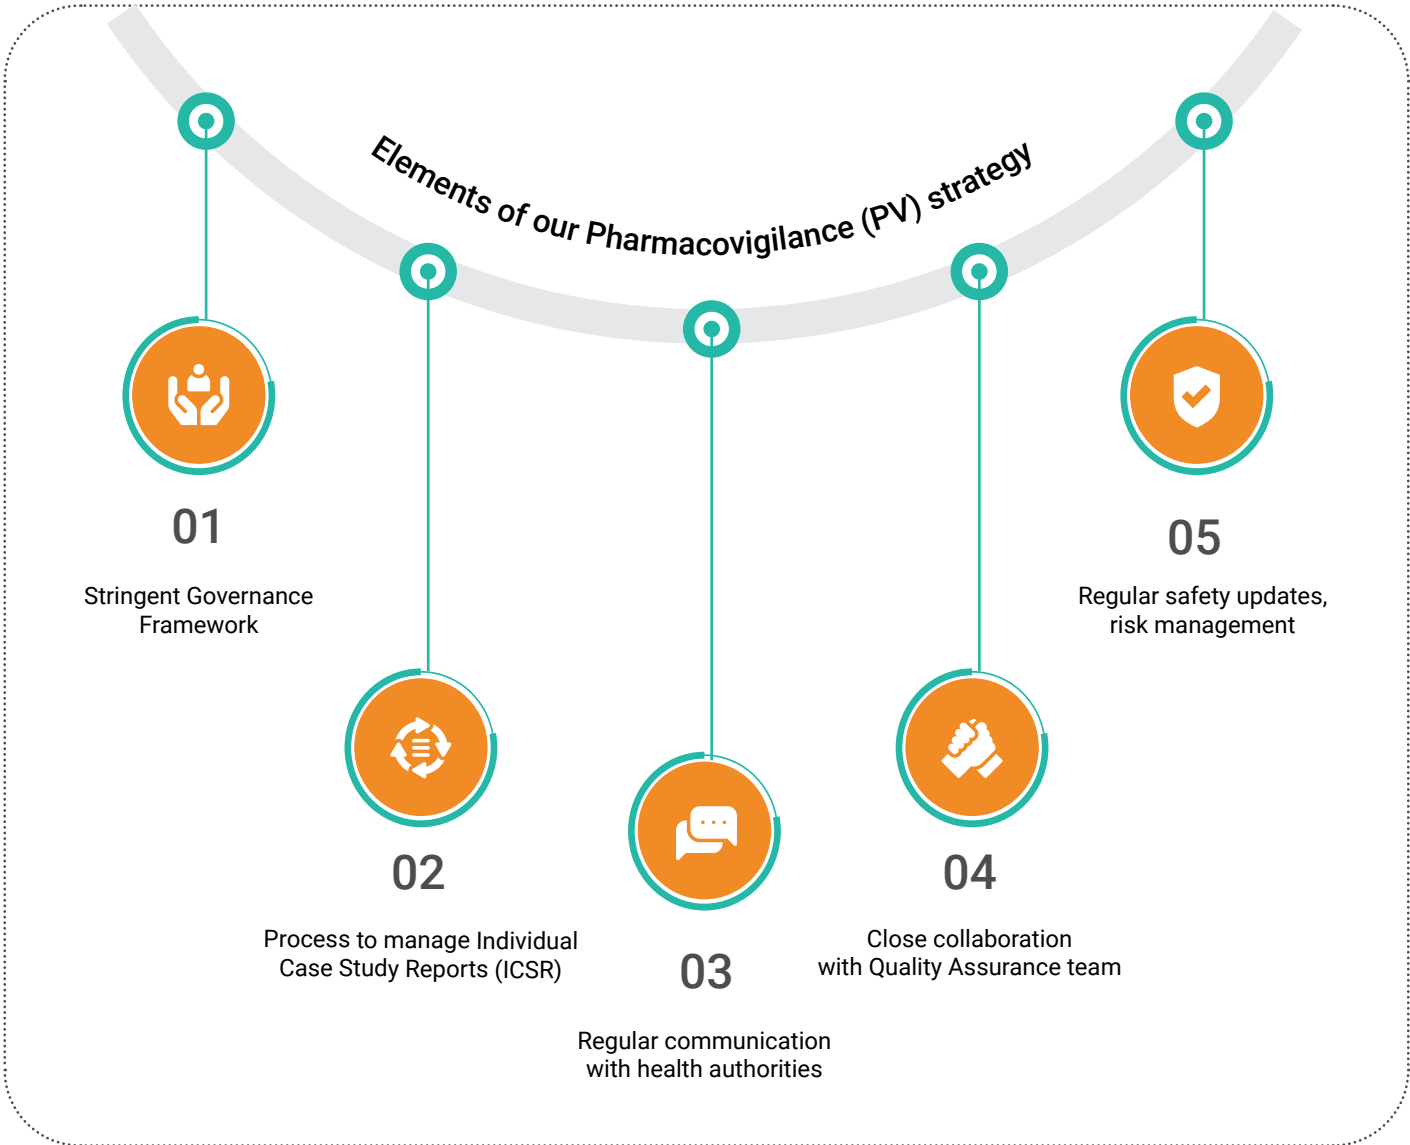 Elements of our Pharmacovigilance (PV) strategy
01
Stringent Governance
Framework
02
Process to manage Individual
Case Study Reports (ICSR)
03
Regular communication
with health authorities
04
Close collaboration
with Quality Assurance team
05
Regular safety updates,
risk management